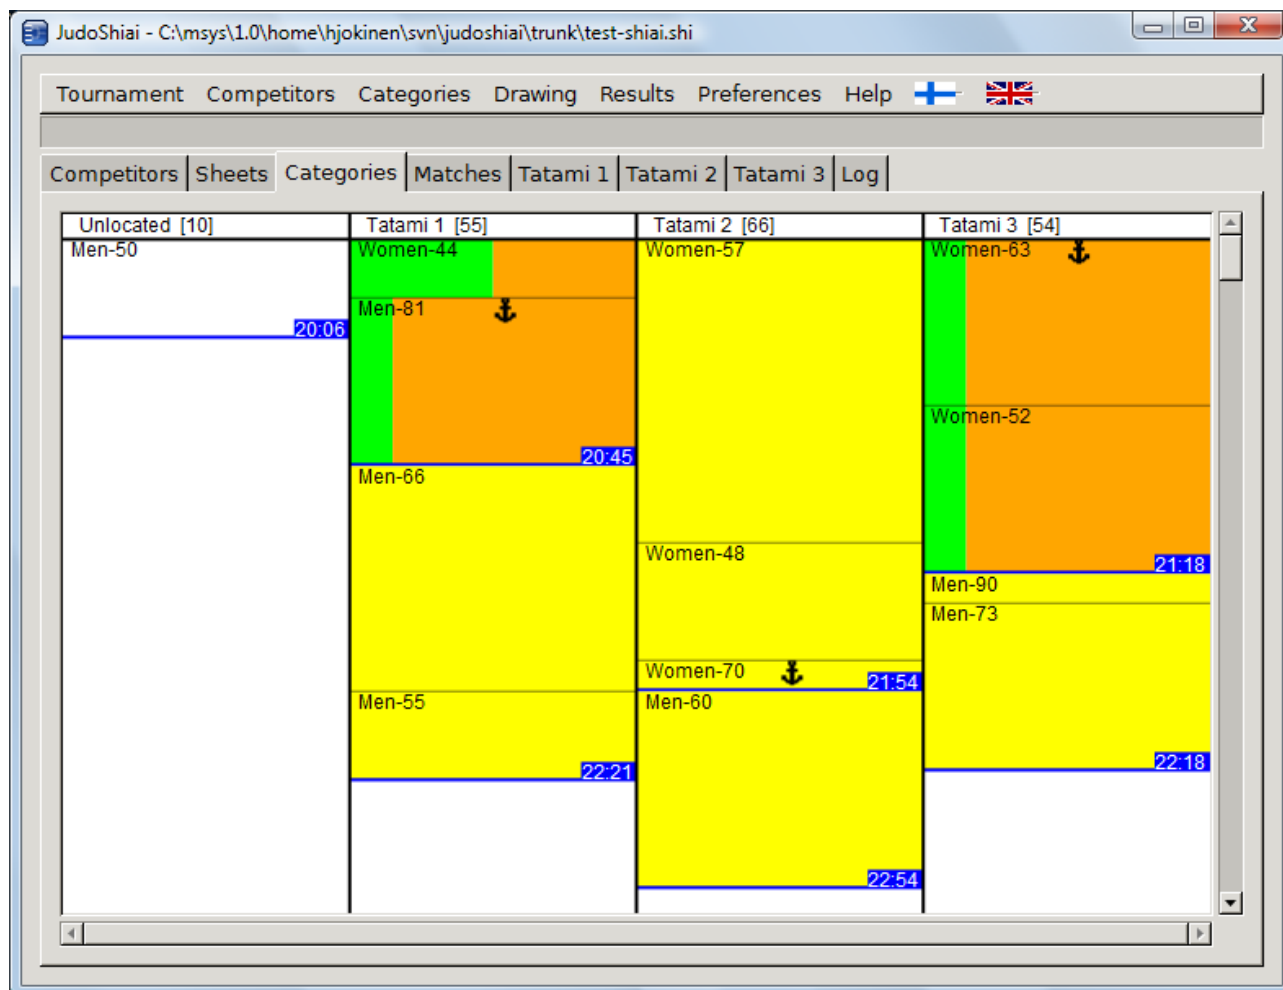 JudoShiai - C:\msys\1.0\home\hjokinen\svn\judoshiai\trunk\test-shiai.shi
Tournament Competitors Categories Drawing Results Preferences Help
Competitors Sheets Categories Matches Tatami 1 Tatami 2 Tatami 3 Log
Unlocated [10] Tatami 1 [55] Tatami 2 [66] Tatami 3 [54]
Men-50 Women-44 Women-57 Women-63
Men-81
20:06
Women-52
20:45
Men-66
Women-48
21:18
Men-90
Men-73
Women-70
21:54
Men-55 Men-60
22:18
22:21
22:54